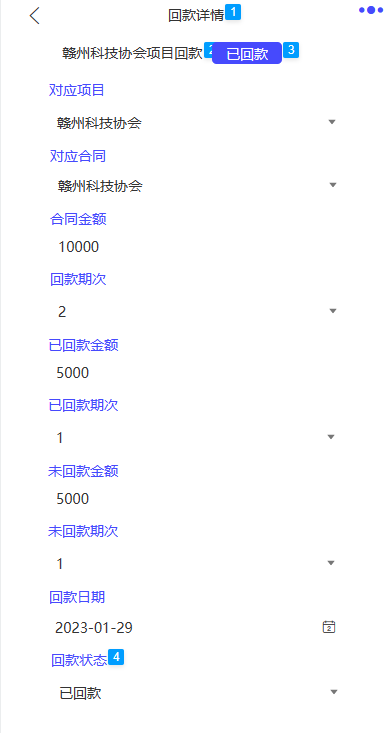 回款详情 1
赣州科技协会项目回款 2 已回款 3
对应项目
赣州科技协会
对应合同
赣州科技协会
合同金额
10000
回款期次
2
已回款金额
5000
已回款期次
1
未回款金额
5000
未回款期次
1
回款日期
2023-01-29
回款状态 4
已回款